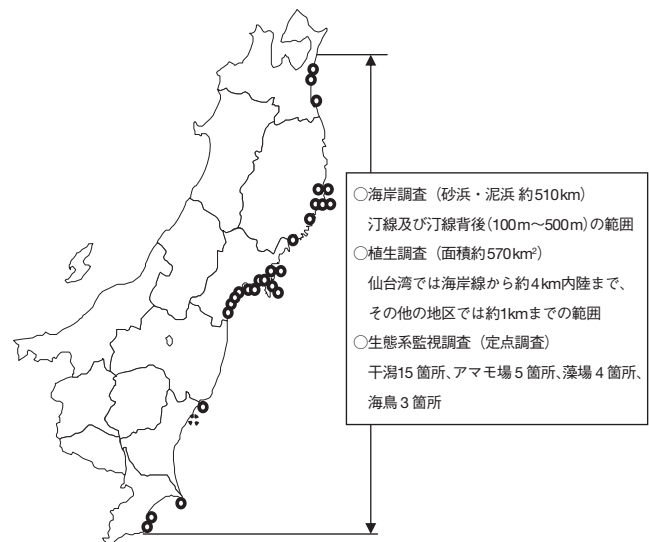 ○海岸調査（砂浜・泥浜 約510km）
汀線及び汀線背後（100m～500m）の範囲
○植生調査（面積約570km²）
仙台湾では海岸線から約4km内陸まで、
その他の地区では約1kmまでの範囲
○生態系監視調査（定点調査）
干潟15箇所、アマモ場5箇所、藻場4箇所、
海鳥3箇所